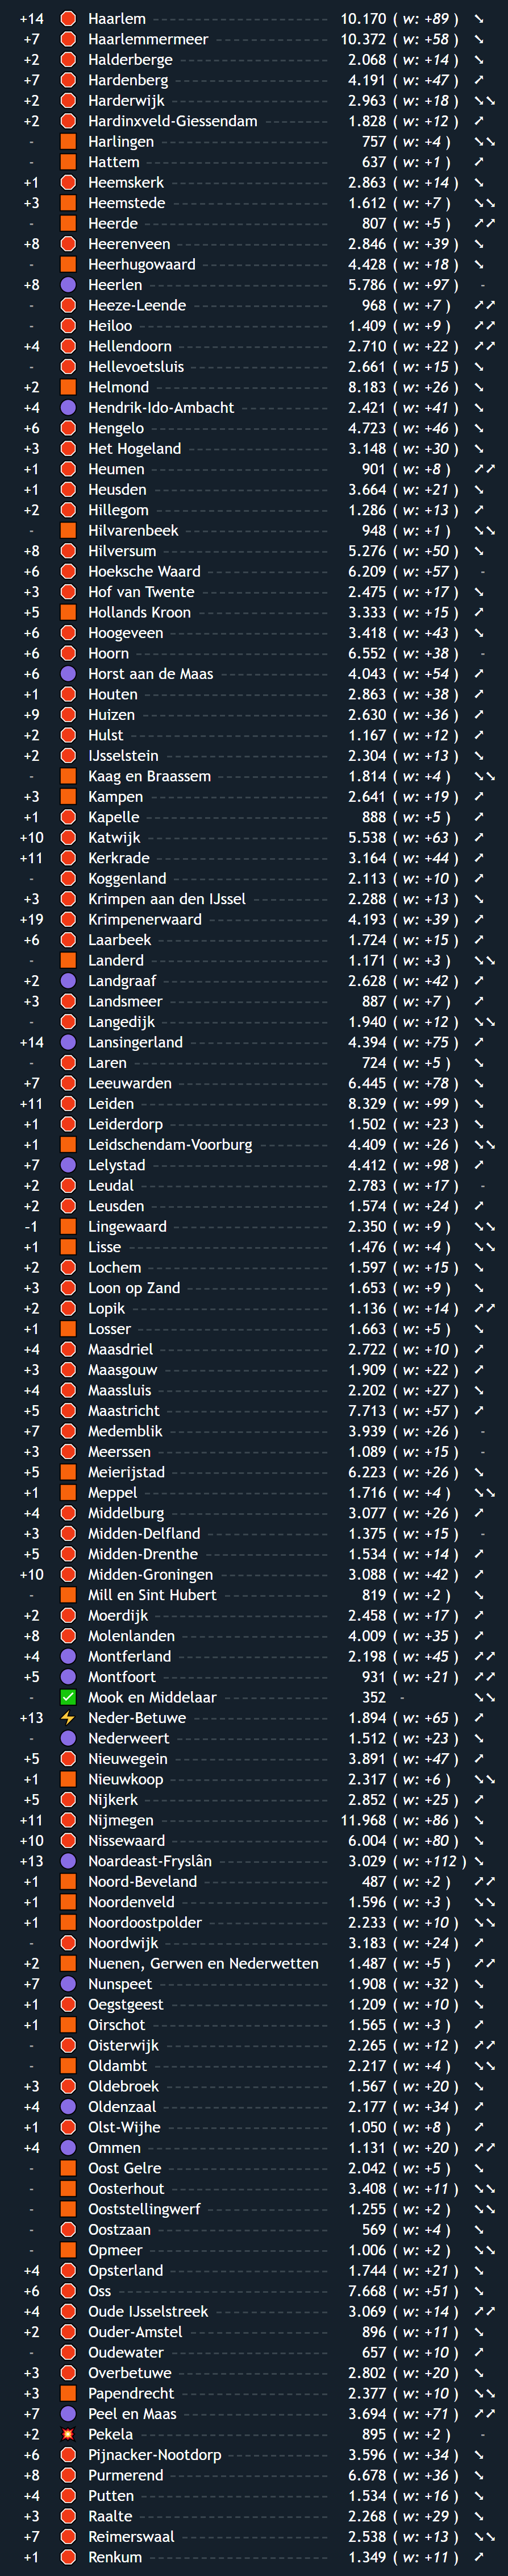 +14 Haarlem 10.170 ( w: +89 )
+7 Haarlemmermeer 10.372 ( w: +58 )
+2 Halderberge 2.068 ( w: +14 )
+7 Hardenberg 4.191 ( w: +47 )
+2 Harderwijk 2.963 ( w: +18 )
+2 Hardinxveld-Giessendam 1.828 ( w: +12 )
- Harlingen 757 ( w: +4 )
- Hattem 637 ( w: +1 )
+1 Heemskerk 2.863 ( w: +14 )
+3 Heemstede 1.612 ( w: +7 )
- Heerde 807 ( w: +5 )
+8 Heerenveen 2.846 ( w: +39 )
- Heerhugowaard 4.428 ( w: +18 )
+8 Heerlen 5.786 ( w: +97 ) -
- Heeze-Leende 968 ( w: +7 )
- Heiloo 1.409 ( w: +9 )
+4 Hellendoorn 2.710 ( w: +22 )
- Hellevoetsluis 2.661 ( w: +15 )
+2 Helmond 8.183 ( w: +26 )
+4 Hendrik-Ido-Ambacht 2.421 ( w: +41 )
+6 Hengelo 4.723 ( w: +46 )
+3 Het Hogeland 3.148 ( w: +30 )
+1 Heumen 901 ( w: +8 )
+1 Heusden 3.664 ( w: +21 )
+2 Hillegom 1.286 ( w: +13 )
- Hilvarenbeek 948 ( w: +1 )
+8 Hilversum 5.276 ( w: +50 )
+6 Hoeksche Waard 6.209 ( w: +57 ) -
+3 Hof van Twente 2.475 ( w: +17 )
+5 Hollands Kroon 3.333 ( w: +15 )
+6 Hoogeveen 3.418 ( w: +43 )
+6 Hoorn 6.552 ( w: +38 ) -
+6 Horst aan de Maas 4.043 ( w: +54 )
+1 Houten 2.863 ( w: +38 )
+9 Huizen 2.630 ( w: +36 )
+2 Hulst 1.167 ( w: +12 )
+2 IJsselstein 2.304 ( w: +13 )
- Kaag en Braassem 1.814 ( w: +4 )
+3 Kampen 2.641 ( w: +19 )
+1 Kapelle 888 ( w: +5 )
+10 Katwijk 5.538 ( w: +63 )
+11 Kerkrade 3.164 ( w: +44 )
- Koggenland 2.113 ( w: +10 )
+3 Krimpen aan den IJssel 2.288 ( w: +13 )
+19 Krimpenerwaard 4.193 ( w: +39 )
+6 Laarbeek 1.724 ( w: +15 )
- Landerd 1.171 ( w: +3 )
+2 Landgraaf 2.628 ( w: +42 )
+3 Landsmeer 887 ( w: +7 )
- Langedijk 1.940 ( w: +12 )
+14 Lansingerland 4.394 ( w: +75 )
- Laren 724 ( w: +5 )
+7 Leeuwarden 6.445 ( w: +78 )
+11 Leiden 8.329 ( w: +99 )
+1 Leiderdorp 1.502 ( w: +23 )
+1 Leidschendam-Voorburg 4.409 ( w: +26 )
+7 Lelystad 4.412 ( w: +98 )
+2 Leudal 2.783 ( w: +17 ) -
+2 Leusden 1.574 ( w: +24 )
-1 Lingewaard 2.350 ( w: +9 )
+1 Lisse 1.476 ( w: +4 )
+2 Lochem 1.597 ( w: +15 )
+3 Loon op Zand 1.653 ( w: +9 )
+2 Lopik 1.136 ( w: +14 )
+1 Losser 1.663 ( w: +5 )
+4 Maasdriel 2.722 ( w: +10 )
+3 Maasgouw 1.909 ( w: +22 )
+4 Maassluis 2.202 ( w: +27 )
+5 Maastricht 7.713 ( w: +57 )
+7 Medemblik 3.939 ( w: +26 ) -
+3 Meerssen 1.089 ( w: +15 ) -
+5 Meierijstad 6.223 ( w: +26 )
+1 Meppel 1.716 ( w: +4 )
+4 Middelburg 3.077 ( w: +26 )
+3 Midden-Delfland 1.375 ( w: +15 ) -
+5 Midden-Drenthe 1.534 ( w: +14 )
+10 Midden-Groningen 3.088 ( w: +42 )
- Mill en Sint Hubert 819 ( w: +2 )
+2 Moerdijk 2.458 ( w: +17 )
+8 Molenlanden 4.009 ( w: +35 )
+4 Montferland 2.198 ( w: +45 )
+5 Montfoort 931 ( w: +21 )
- Mook en Middelaar 352 -
+13 Neder-Betuwe 1.894 ( w: +65 )
- Nederweert 1.512 ( w: +23 )
+5 Nieuwegein 3.891 ( w: +47 )
+1 Nieuwkoop 2.317 ( w: +6 )
+5 Nijkerk 2.852 ( w: +25 )
+11 Nijmegen 11.968 ( w: +86 )
+10 Nissewaard 6.004 ( w: +80 )
+13 Noardeast-Fryslân 3.029 ( w: +112 )
+1 Noord-Beveland 487 ( w: +2 )
+1 Noordenveld 1.596 ( w: +3 )
+1 Noordoostpolder 2.233 ( w: +10 )
- Noordwijk 3.183 ( w: +24 )
+2 Nuenen, Gerwen en Nederwetten 1.487 ( w: +5 )
+7 Nunspeet 1.908 ( w: +32 )
+1 Oegstgeest 1.209 ( w: +10 )
+1 Oirschot 1.565 ( w: +3 )
- Oisterwijk 2.265 ( w: +12 )
- Oldambt 2.217 ( w: +4 )
+3 Oldebroek 1.567 ( w: +20 )
+4 Oldenzaal 2.177 ( w: +34 )
+1 Olst-Wijhe 1.050 ( w: +8 )
+4 Ommen 1.131 ( w: +20 )
- Oost Gelre 2.042 ( w: +5 )
- Oosterhout 3.408 ( w: +11 )
- Ooststellingwerf 1.255 ( w: +2 )
- Oostzaan 569 ( w: +4 )
- Opmeer 1.006 ( w: +2 )
+4 Opsterland 1.744 ( w: +21 )
+6 Oss 7.668 ( w: +51 )
+4 Oude IJsselstreek 3.069 ( w: +14 )
+2 Ouder-Amstel 896 ( w: +11 )
- Oudewater 657 ( w: +10 )
+3 Overbetuwe 2.802 ( w: +20 )
+3 Papendrecht 2.377 ( w: +10 )
+7 Peel en Maas 3.694 ( w: +71 )
+2 Pekela 895 ( w: +2 ) -
+6 Pijnacker-Nootdorp 3.596 ( w: +34 )
+8 Purmerend 6.678 ( w: +36 )
+4 Putten 1.534 ( w: +16 )
+3 Raalte 2.268 ( w: +29 )
+7 Reimerswaal 2.538 ( w: +13 )
+1 Renkum 1.349 ( w: +11 )